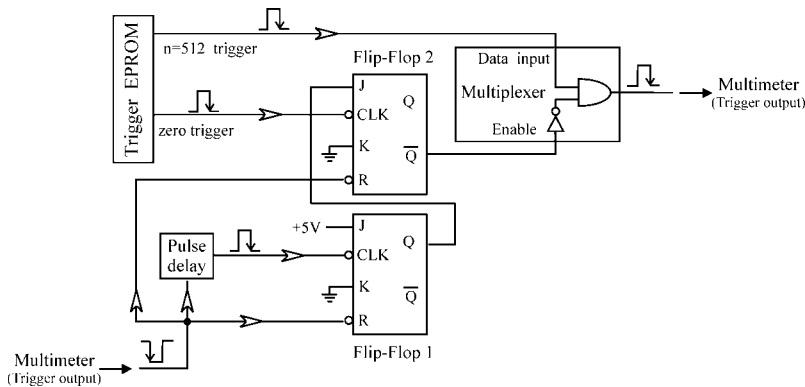 Trigger EPROM
n=512 trigger
zero trigger
Flip-Flop 2
J
CLK
K
R
Q
Q
Data input
Multiplexer
Enable
Multimeter
(Trigger output)
+5V
J
CLK
K
R
Q
Q
Flip-Flop 1
Pulse
delay
Multimeter
(Trigger output)